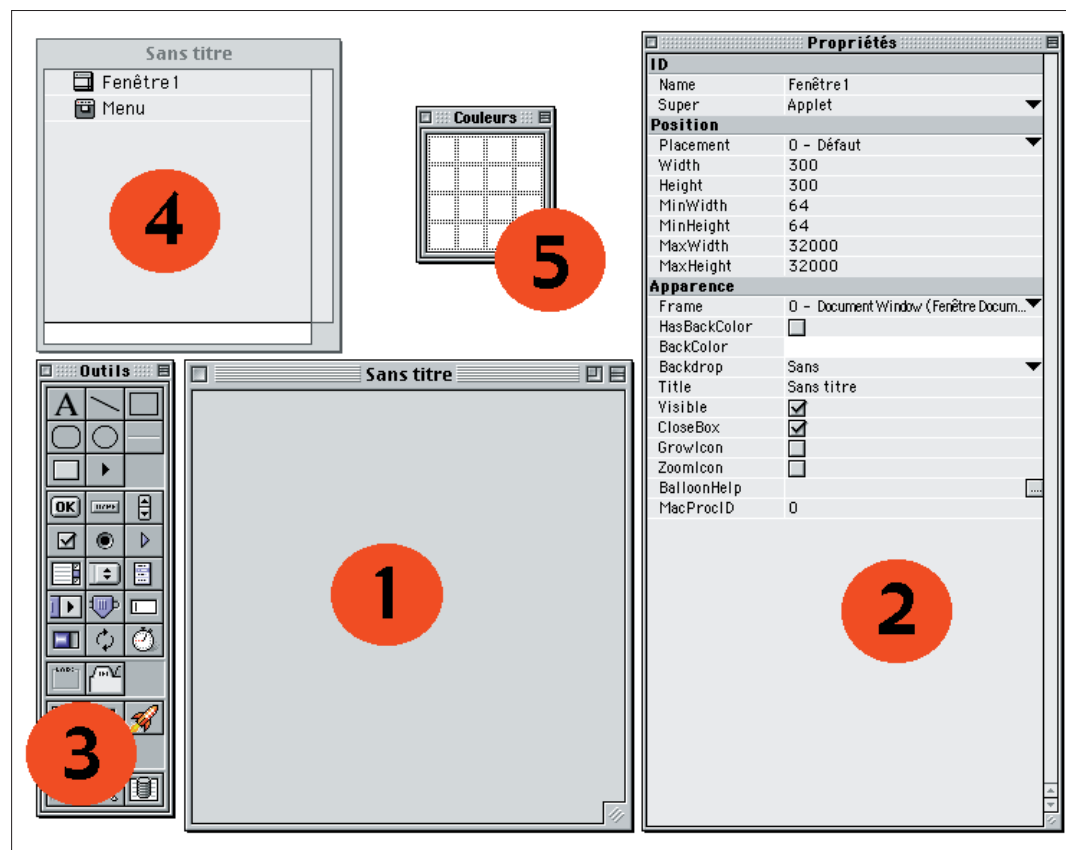 Sans titre
Fenêtre1
Menu
4
Couleurs
5
Outils
A
OK
3
Sans titre
1
Propriétés
ID
Name Fenêtre1
Super Applet
Position
Placement 0 - Défaut
Width 300
Height 300
MinWidth 64
MinHeight 64
MaxWidth 32000
MaxHeight 32000
Apparence
Frame 0 - Document Window (Fenêtre Docum...
HasBackColor
BackColor
Backdrop Sans
Title Sans titre
Visible
CloseBox
GrowIcon
ZoomIcon
BalloonHelp ...
MacProcID 0
2